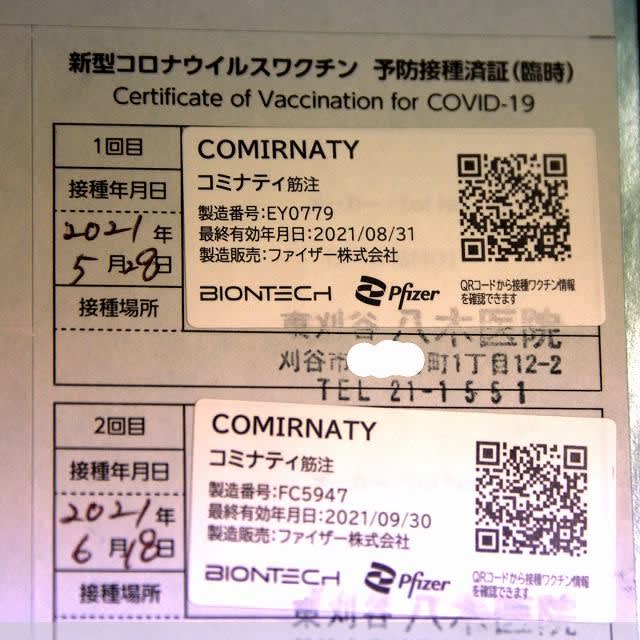 新型コロナウイルスワクチン 予防接種済証(臨時)
Certificate of Vaccination for COVID-19
1回目
接種年月日
2021年
5月28日
接種場所
COMIRNATY
コミナティ筋注
製造番号:EY0779
最終有効年月日:2021/08/31
製造販売:ファイザー株式会社
BIONTECH Pfizer
QRコードから接種ワクチン情報
を確認できます
東刈谷 八木医院
刈谷市 町1丁目12-2
TEL 21-1551
2回目
接種年月日
2021年
6月18日
接種場所
COMIRNATY
コミナティ筋注
製造番号:FC5947
最終有効年月日:2021/09/30
製造販売:ファイザー株式会社
BIONTECH Pfizer
QRコードから接種ワクチン情報
を確認できます
東刈谷 八木医院